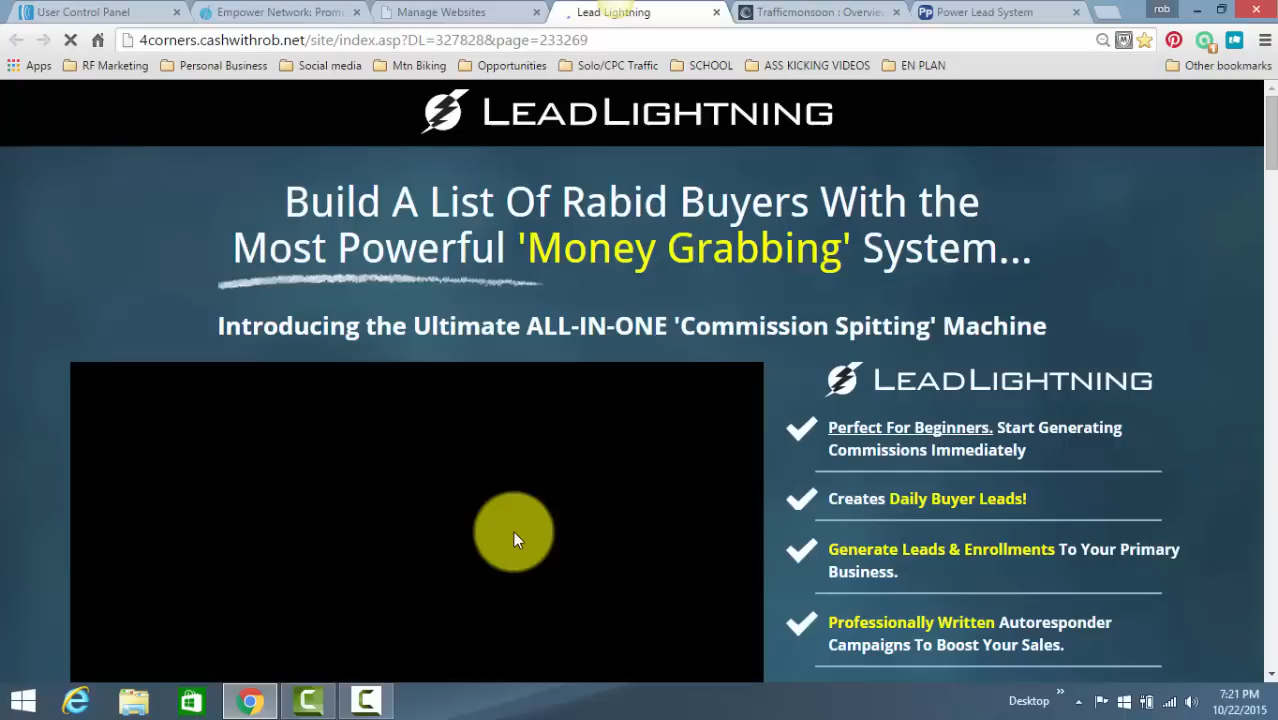 User Control Panel
Empower Network: Prom
Manage Websites
Lead Lightning
Trafficmonsoon : Overvie
Power Lead System
rob
4corners.cashwithrob.net/site/index.asp?DL=327828&page=233269
Apps
RF Marketing
Personal Business
Social media
Mtn Biking
Opportunities
Solo/CPC Traffic
SCHOOL
ASS KICKING VIDEOS
EN PLAN
Other bookmarks
LEADLIGHTNING
Build A List Of Rabid Buyers With the
Most Powerful 'Money Grabbing' System...
Introducing the Ultimate ALL-IN-ONE 'Commission Spitting' Machine
LEADLIGHTNING
Perfect For Beginners. Start Generating
Commissions Immediately
Creates Daily Buyer Leads!
Generate Leads & Enrollments To Your Primary
Business.
Professionally Written Autoresponder
Campaigns To Boost Your Sales.
Desktop
7:21 PM
10/22/2015